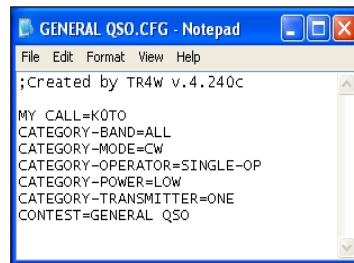 GENERAL QSO.CFG - Notepad
File Edit Format View Help
;Created by TR4W v.4.240c
MY CALL=K0TO
CATEGORY-BAND=ALL
CATEGORY-MODE=CW
CATEGORY-OPERATOR=SINGLE-OP
CATEGORY-POWER=LOW
CATEGORY-TRANSMITTER=ONE
CONTEST=GENERAL QSO